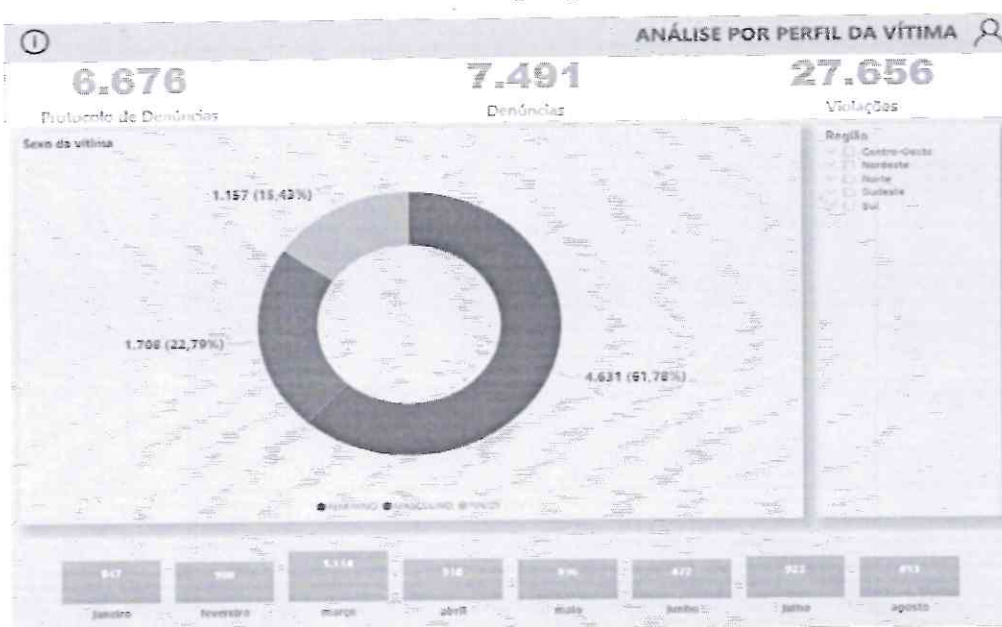 ANÁLISE POR PERFIL DA VÍTIMA
6.676
Protocolo de Denúncias
7.491
Denúncias
27.656
Violações
Sexo da vítima
Região
Centro-Oeste
Nordeste
Norte
Sudeste
Sul
1.157 (15,43%)
1.708 (22,79%)
4.631 (61,78%)
FEMININO MASCULINO
janeiro
fevereiro
março
abril
maio
junho
julho
agosto